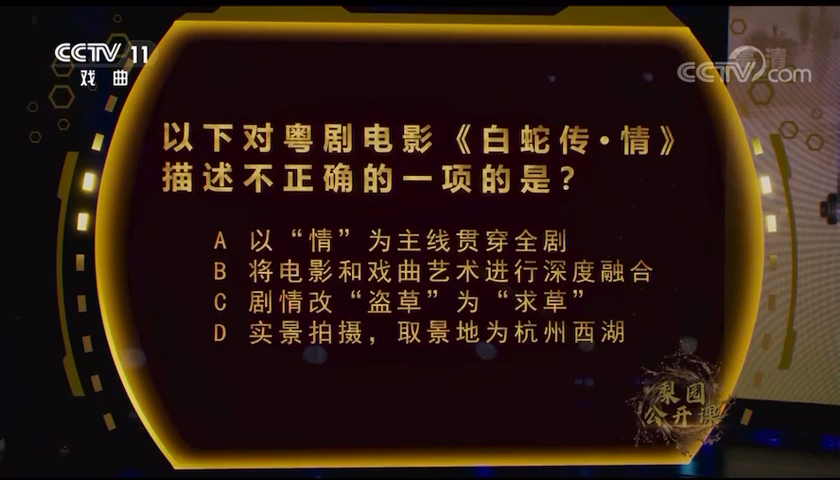 CCTV 11
戏曲
高清
CCTV.com
以下对粤剧电影《白蛇传·情》
描述不正确的一项的是？
A 以“情”为主线贯穿全剧
B 将电影和戏曲艺术进行深度融合
C 剧情改“盗草”为“求草”
D 实景拍摄，取景地为杭州西湖
梨园
公开课